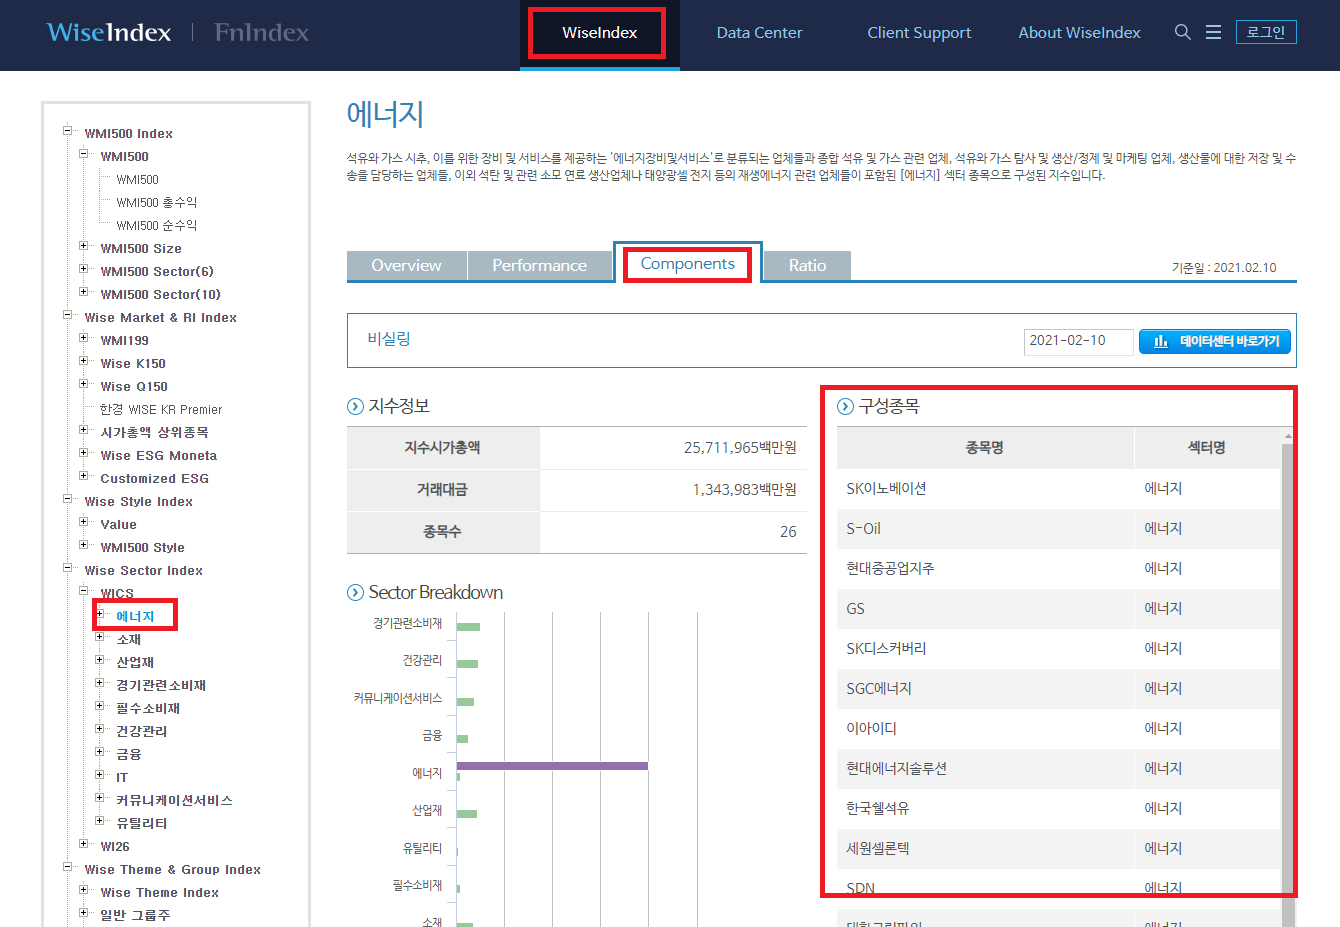 WiseIndex | FnIndex
WiseIndex
Data Center
Client Support
About WiseIndex
로그인
WMI500 Index
WMI500
WMI500
WMI500 총수익
WMI500 순수익
WMI500 Size
WMI500 Sector(6)
WMI500 Sector(10)
Wise Market & RI Index
WMI199
Wise K150
Wise Q150
한경 WISE KR Premier
시가총액 상위종목
Wise ESG Moneta
Customized ESG
Wise Style Index
Value
WMI500 Style
Wise Sector Index
WICS
에너지
소재
산업재
경기관련소비재
필수소비재
건강관리
금융
IT
커뮤니케이션서비스
유틸리티
WI26
Wise Theme & Group Index
Wise Theme Index
일반 그룹주
에너지
석유와 가스 시추, 이를 위한 장비 및 서비스를 제공하는 '에너지장비및서비스'로 분류되는 업체들과 종합 석유 및 가스 관련 업체, 석유와 가스 탐사 및 생산/정제 및 마케팅 업체, 생산물에 대한 저장 및 수
송을 담당하는 업체들, 이외 석탄 및 관련 소모 연료 생산업체나 태양광셀 전지 등의 재생에너지 관련 업체들이 포함된 [에너지] 섹터 종목으로 구성된 지수입니다.
Overview
Performance
Components
Ratio
기준일 : 2021.02.10
비실링
2021-02-10
데이터센터 바로가기
지수정보
지수시가총액 25,711,965백만원
거래대금 1,343,983백만원
종목수 26
Sector Breakdown
경기관련소비재
건강관리
커뮤니케이션서비스
금융
에너지
산업재
유틸리티
필수소비재
소재
구성종목
종목명 섹터명
SK이노베이션 에너지
S-Oil 에너지
현대중공업지주 에너지
GS 에너지
SK디스커버리 에너지
SGC에너지 에너지
이아이디 에너지
현대에너지솔루션 에너지
한국쉘석유 에너지
세원셀론텍 에너지
SDN 에너지